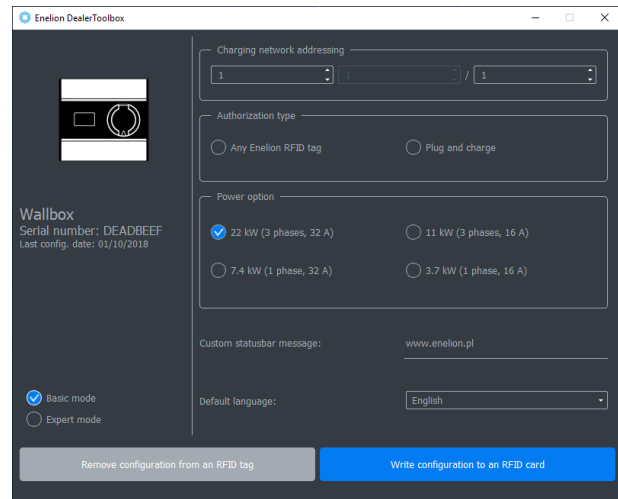 Enelion DealerToolbox
Charging network addressing
1 1 / 1
Authorization type
Any Enelion RFID tag Plug and charge
Power option
22 kW (3 phases, 32 A) 11 kW (3 phases, 16 A)
7.4 kW (1 phase, 32 A) 3.7 kW (1 phase, 16 A)
Wallbox
Serial number: DEADBEEF
Last config. date: 01/10/2018
Custom statusbar message: www.enelion.pl
Default language: English
Basic mode
Expert mode
Remove configuration from an RFID tag Write configuration to an RFID card